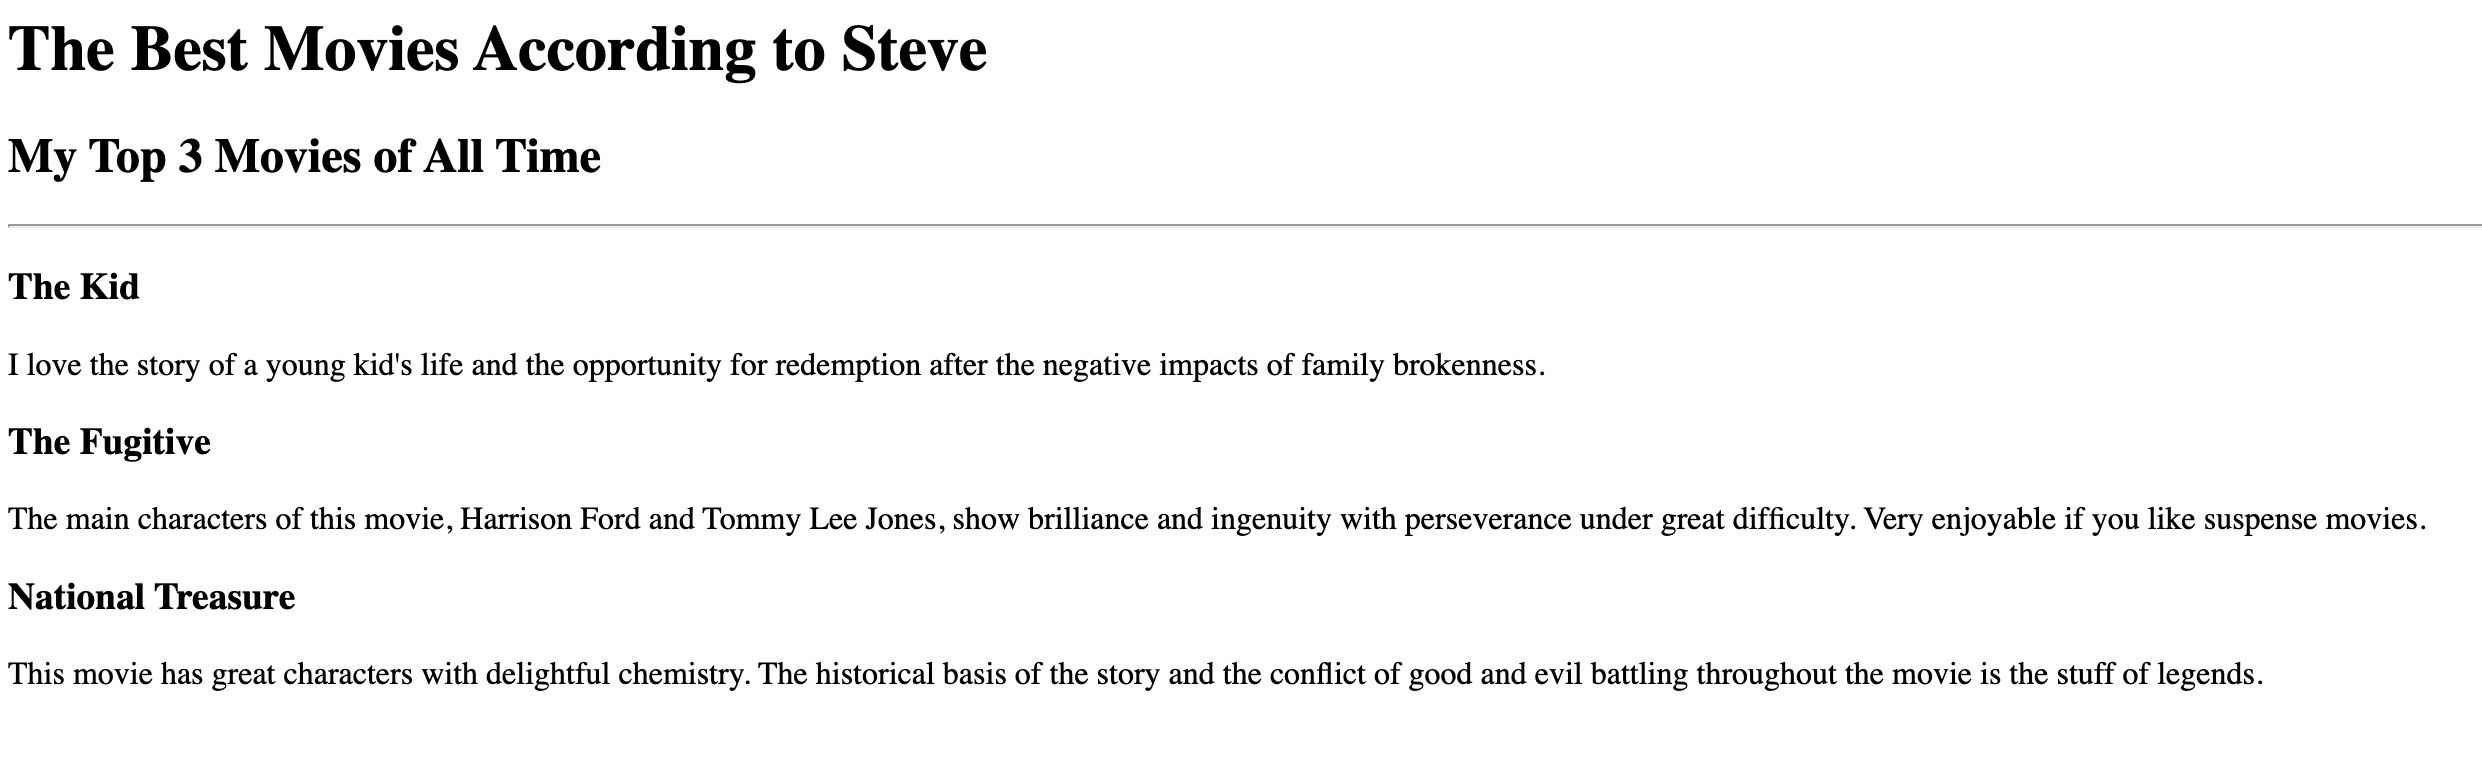 The Best Movies According to Steve
My Top 3 Movies of All Time
The Kid
I love the story of a young kid's life and the opportunity for redemption after the negative impacts of family brokenness.
The Fugitive
The main characters of this movie, Harrison Ford and Tommy Lee Jones, show brilliance and ingenuity with perseverance under great difficulty. Very enjoyable if you like suspense movies.
National Treasure
This movie has great characters with delightful chemistry. The historical basis of the story and the conflict of good and evil battling throughout the movie is the stuff of legends.